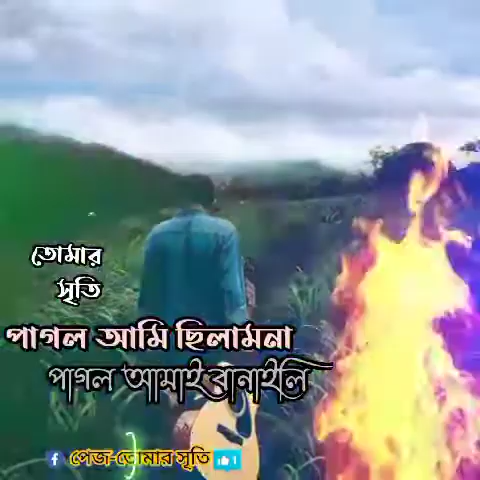 তোমার
সৃতি
পাগল আমি ছিলামনা
পাগল আমাই বানাইলি
পেজ-তোমার সৃতি